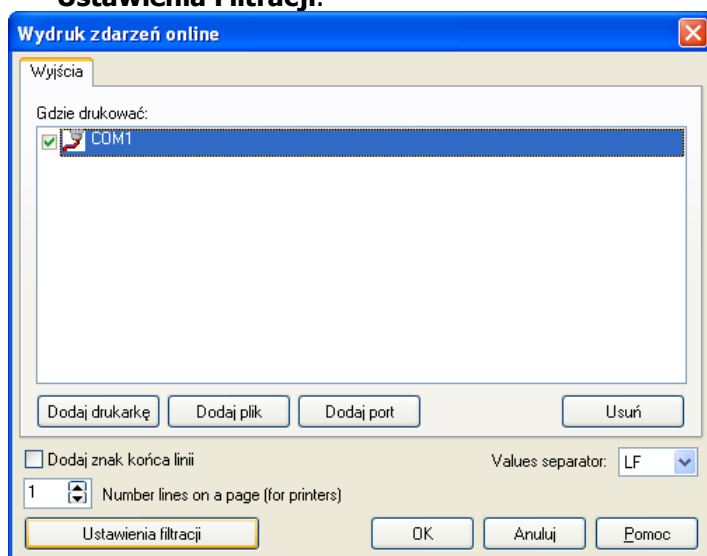 Ustawienia Filtracji.
Wydruk zdarzeń online
Wyjścia
Gdzie drukować:
COM1
Dodaj drukarkę Dodaj plik Dodaj port Usuń
Dodaj znak końca linii Values separator: LF
1 Number lines on a page (for printers)
Ustawienia filtracji OK Anuluj Pomoc